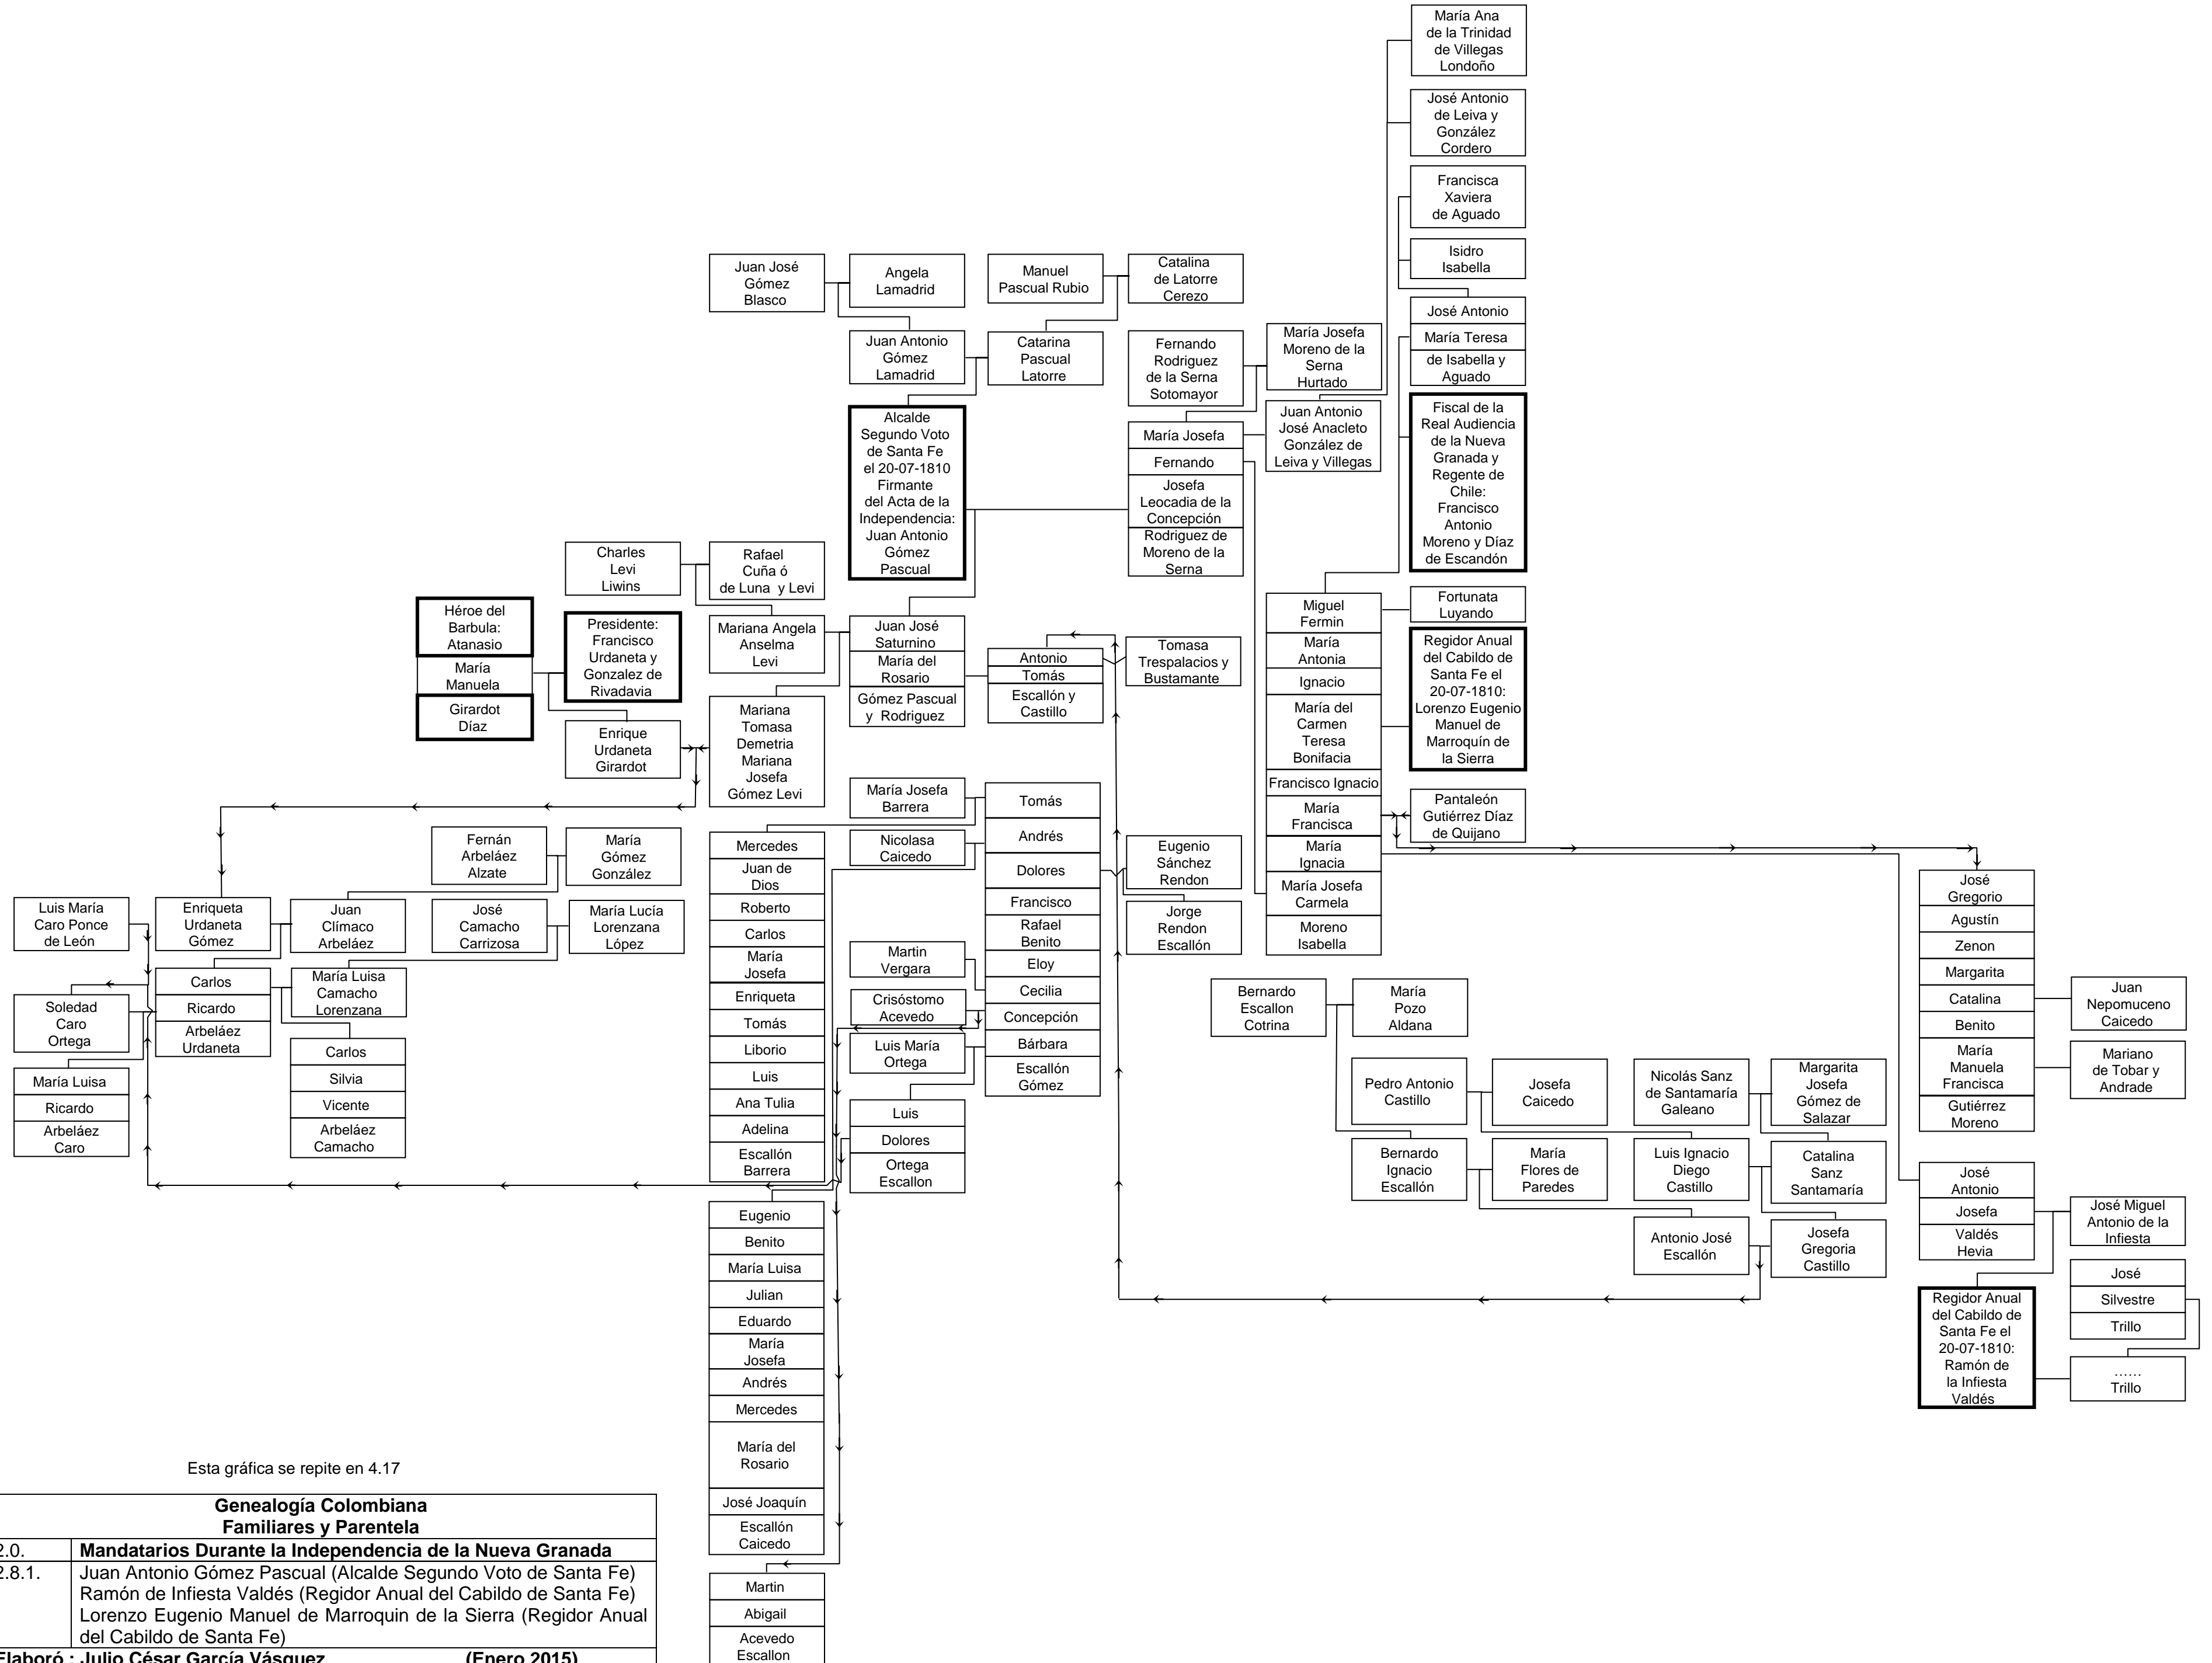 María Ana
de la Trinidad
de Villegas
Londoño
José Antonio
de Leiva y
González
Cordero
Francisca
Xaviera
de Aguado
Isidro
Isabella
José Antonio
María Teresa
de Isabella y
Aguado
Fiscal de la
Real Audiencia
de la Nueva
Granada y
Regente de
Chile:
Francisco
Antonio
Moreno y Díaz
de Escandón
Juan José
Gómez
Blasco
Angela
Lamadrid
Manuel
Pascual Rubio
Catalina
de Latorre
Cerezo
Juan Antonio
Gómez
Lamadrid
Catarina
Pascual
Latorre
Fernando
Rodriguez
de la Serna
Sotomayor
María Josefa
Moreno de la
Serna
Hurtado
Alcalde
Segundo Voto
de Santa Fe
el 20-07-1810
Firmante
del Acta de la
Independencia:
Juan Antonio
Gómez
Pascual
María Josefa
Fernando
Josefa
Leocadia de la
Concepción
Rodriguez de
Moreno de la
Serna
Juan Antonio
José Anacleto
González de
Leiva y Villegas
Charles
Levi
Liwins
Rafael
Cuña ó
de Luna y Levi
Héroe del
Barbula:
Atanasio
María
Manuela
Girardot
Díaz
Presidente:
Francisco
Urdaneta y
Gonzalez de
Rivadavia
Mariana Angela
Anselma
Levi
Juan José
Saturnino
María del
Rosario
Gómez Pascual
y Rodriguez
Antonio
Tomás
Escallón y
Castillo
Tomasa
Trespalacios y
Bustamante
Enrique
Urdaneta
Girardot
Mariana
Tomasa
Demetria
Mariana
Josefa
Gómez Levi
Miguel
Fermin
María
Antonia
Ignacio
María del
Carmen
Teresa
Bonifacia
Francisco Ignacio
María
Francisca
María
Ignacia
María Josefa
Carmela
Moreno
Isabella
Fortunata
Luyando
Regidor Anual
del Cabildo de
Santa Fe el
20-07-1810:
Lorenzo Eugenio
Manuel de
Marroquín de
la Sierra
Pantaleón
Gutiérrez Díaz
de Quijano
María Josefa
Barrera
Nicolasa
Caicedo
Tomás
Andrés
Dolores
Francisco
Rafael
Benito
Eloy
Cecilia
Concepción
Bárbara
Escallón
Gómez
Eugenio
Sánchez
Rendon
Jorge
Rendon
Escallón
Martin
Vergara
Crisóstomo
Acevedo
Luis María
Ortega
Luis
Dolores
Ortega
Escallon
Fernán
Arbeláez
Alzate
María
Gómez
González
Luis María
Caro Ponce
de León
Enriqueta
Urdaneta
Gómez
Juan
Clímaco
Arbeláez
José
Camacho
Carrizosa
María Lucía
Lorenzana
López
Soledad
Caro
Ortega
Carlos
Ricardo
Arbeláez
Urdaneta
María Luisa
Camacho
Lorenzana
María Luisa
Ricardo
Arbeláez
Caro
Carlos
Silvia
Vicente
Arbeláez
Camacho
Mercedes
Juan de
Dios
Roberto
Carlos
María
Josefa
Enriqueta
Tomás
Liborio
Luis
Ana Tulia
Adelina
Escallón
Barrera
Eugenio
Benito
María Luisa
Julian
Eduardo
María
Josefa
Andrés
Mercedes
María del
Rosario
José Joaquín
Escallón
Caicedo
Martin
Abigail
Acevedo
Escallon
Bernardo
Escallon
Cotrina
María
Pozo
Aldana
Pedro Antonio
Castillo
Josefa
Caicedo
Nicolás Sanz
de Santamaría
Galeano
Margarita
Josefa
Gómez de
Salazar
Bernardo
Ignacio
Escallón
María
Flores de
Paredes
Luis Ignacio
Diego
Castillo
Catalina
Sanz
Santamaría
Antonio José
Escallón
Josefa
Gregoria
Castillo
José
Gregorio
Agustín
Zenon
Margarita
Catalina
Benito
María
Manuela
Francisca
Gutiérrez
Moreno
Juan
Nepomuceno
Caicedo
Mariano
de Tobar y
Andrade
José
Antonio
Josefa
Valdés
Hevia
José Miguel
Antonio de la
Infiesta
José
Silvestre
Trillo
Regidor Anual
del Cabildo de
Santa Fe el
20-07-1810:
Ramón de
la Infiesta
Valdés
......
Trillo
Esta gráfica se repite en 4.17
Genealogía Colombiana
Familiares y Parentela
2.0. Mandatarios Durante la Independencia de la Nueva Granada
2.8.1. Juan Antonio Gómez Pascual (Alcalde Segundo Voto de Santa Fe)
Ramón de Infiesta Valdés (Regidor Anual del Cabildo de Santa Fe)
Lorenzo Eugenio Manuel de Marroquin de la Sierra (Regidor Anual
del Cabildo de Santa Fe)
Elaboró : Julio César García Vásquez (Enero 2015)